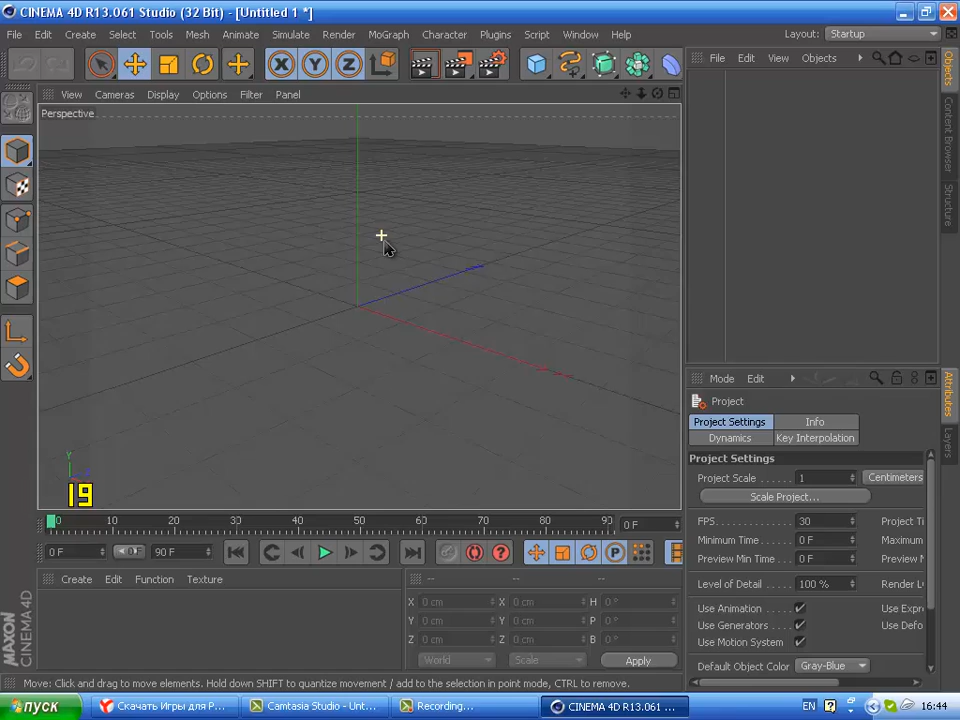 CINEMA 4D R13.061 Studio (32 Bit) - [Untitled 1 *]
File Edit Create Select Tools Mesh Animate Simulate Render MoGraph Character Plugins Script Window Help Layout: Startup
X Y Z
File Edit View Objects
View Cameras Display Options Filter Panel
Perspective
Y
19
0 10 20 30 40 50 60 70 80 90 0 F
0 F 0 F 90 F P
Create Edit Function Texture
-- -- --
X 0 cm X 0 cm H 0 °
Y 0 cm Y 0 cm P 0 °
Z 0 cm Z 0 cm B 0 °
World Scale Apply
MAXON CINEMA 4D
Objects
Content Browser
Structure
Mode Edit
Project
Project Settings Info
Dynamics Key Interpolation
Project Settings
Project Scale 1 Centimeters
Scale Project...
FPS 30 Project Ti
Minimum Time 0 F Maximum
Preview Min Time 0 F Preview M
Level of Detail 100 % Render L
Use Animation Use Expre
Use Generators Use Defo
Use Motion System
Default Object Color Gray-Blue
Attributes
Layers
Move: Click and drag to move elements. Hold down SHIFT to quantize movement / add to the selection in point mode, CTRL to remove.
пуск Скачать Игры для P... Camtasia Studio - Unt... Recording... CINEMA 4D R13.061 ... EN 16:44